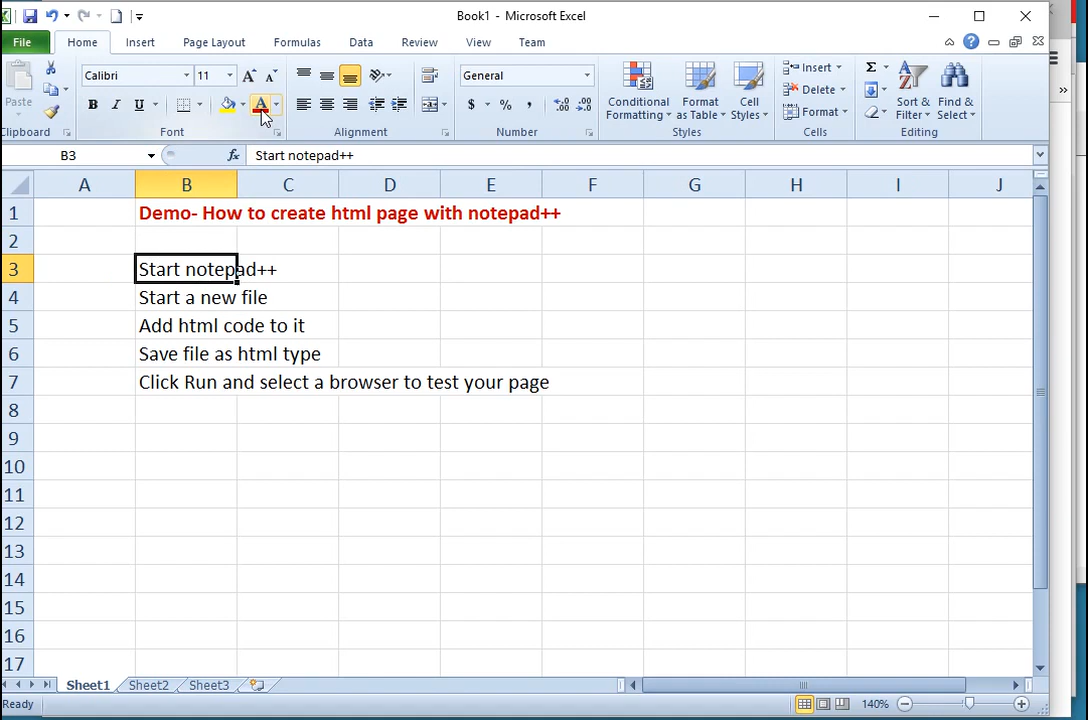 Book1 - Microsoft Excel
File Home Insert Page Layout Formulas Data Review View Team
Calibri 11 General Insert Σ
Paste Delete
B I U A $ % , .0 .00 .00 .0 Conditional Formatting Format as Table Cell Styles Format Sort & Filter Find & Select
Clipboard Font Alignment Number Styles Cells Editing
B3 fx Start notepad++
A B C D E F G H I J
1 Demo- How to create html page with notepad++
2
3 Start notepad++
4 Start a new file
5 Add html code to it
6 Save file as html type
7 Click Run and select a browser to test your page
8
9
10
11
12
13
14
15
16
17
Sheet1 Sheet2 Sheet3
Ready 140%